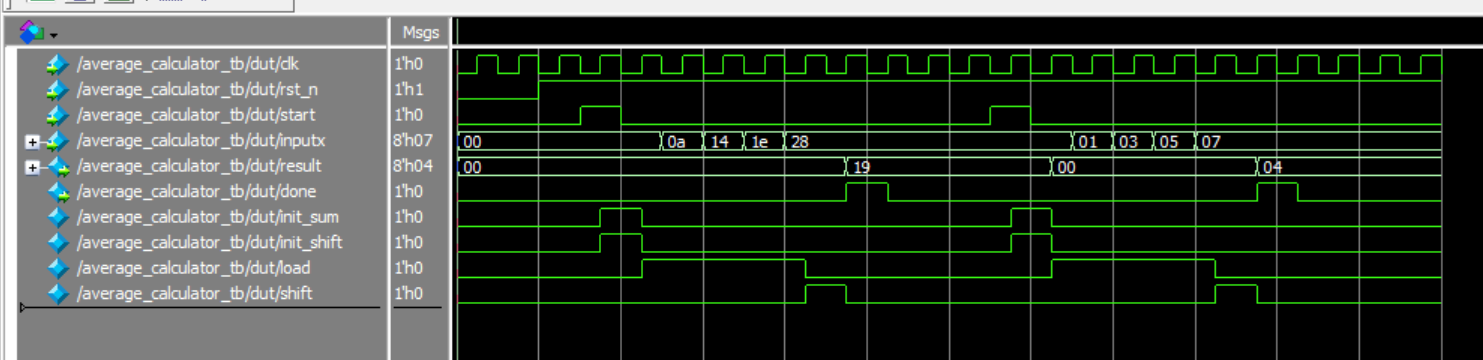 Msgs
/average_calculator_tb/dut/clk 1'h0
/average_calculator_tb/dut/rst_n 1'h1
/average_calculator_tb/dut/start 1'h0
/average_calculator_tb/dut/inputx 8'h07 00 0a 14 1e 28 01 03 05 07
/average_calculator_tb/dut/result 8'h04 00 19 00 04
/average_calculator_tb/dut/done 1'h0
/average_calculator_tb/dut/init_sum 1'h0
/average_calculator_tb/dut/init_shift 1'h0
/average_calculator_tb/dut/load 1'h0
/average_calculator_tb/dut/shift 1'h0